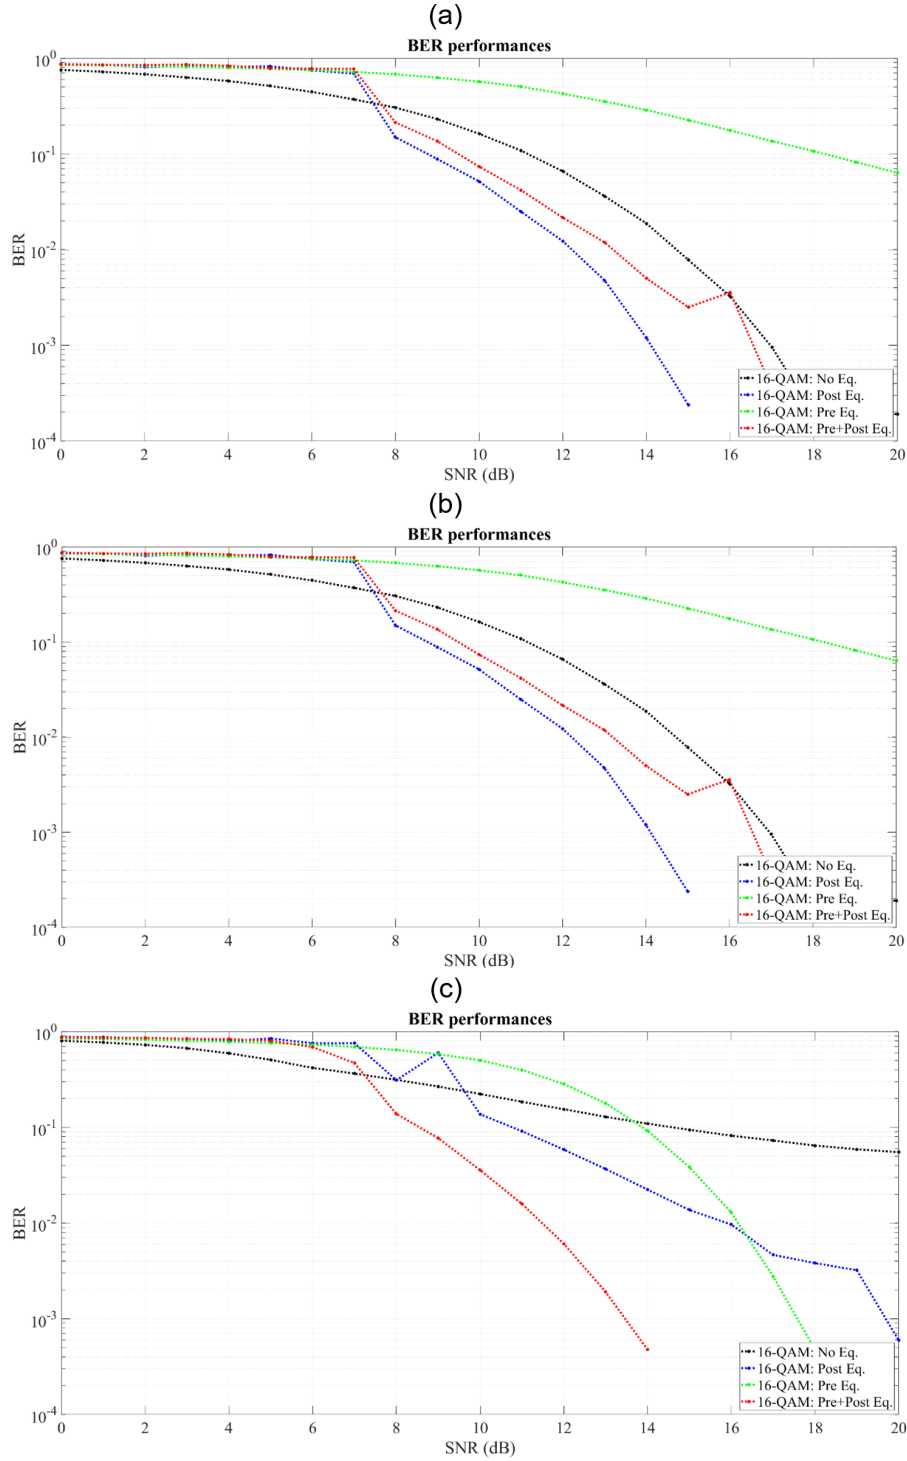 (a)
BER performances
10^0
10^-1
10^-2
10^-3
10^-4
BER
0 2 4 6 8 10 12 14 16 18 20
SNR (dB)
16-QAM: No Eq.
16-QAM: Post Eq.
16-QAM: Pre Eq.
16-QAM: Pre+Post Eq.
(b)
BER performances
10^0
10^-1
10^-2
10^-3
10^-4
BER
0 2 4 6 8 10 12 14 16 18 20
SNR (dB)
16-QAM: No Eq.
16-QAM: Post Eq.
16-QAM: Pre Eq.
16-QAM: Pre+Post Eq.
(c)
BER performances
10^0
10^-1
10^-2
10^-3
10^-4
BER
0 2 4 6 8 10 12 14 16 18 20
SNR (dB)
16-QAM: No Eq.
16-QAM: Post Eq.
16-QAM: Pre Eq.
16-QAM: Pre+Post Eq.